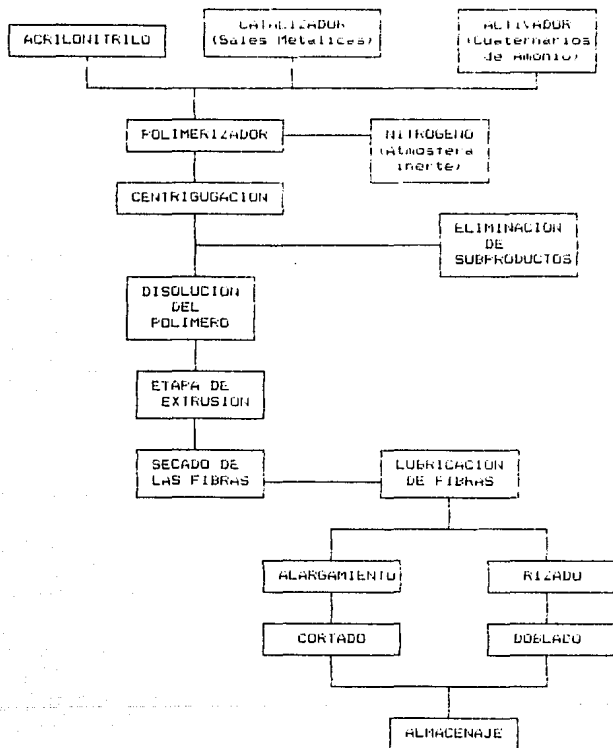 ACRILONITRILO
CATALIZADOR
(Sales Metalicas)
ACTIVADOR
(Cuaternarios
de Amonio)
POLIMERIZADOR
NITROGENO
(Atmosfera
inerte)
CENTRIGUGACION
ELIMINACION
DE
SUBPRODUCTOS
DISOLUCION
DEL
POLIMERO
ETAPA DE
EXTRUSION
SECADO DE
LAS FIBRAS
LUBRICACION
DE FIBRAS
ALARGAMIENTO
RIZADO
CORTADO
DOBLADO
ALMACENAJE